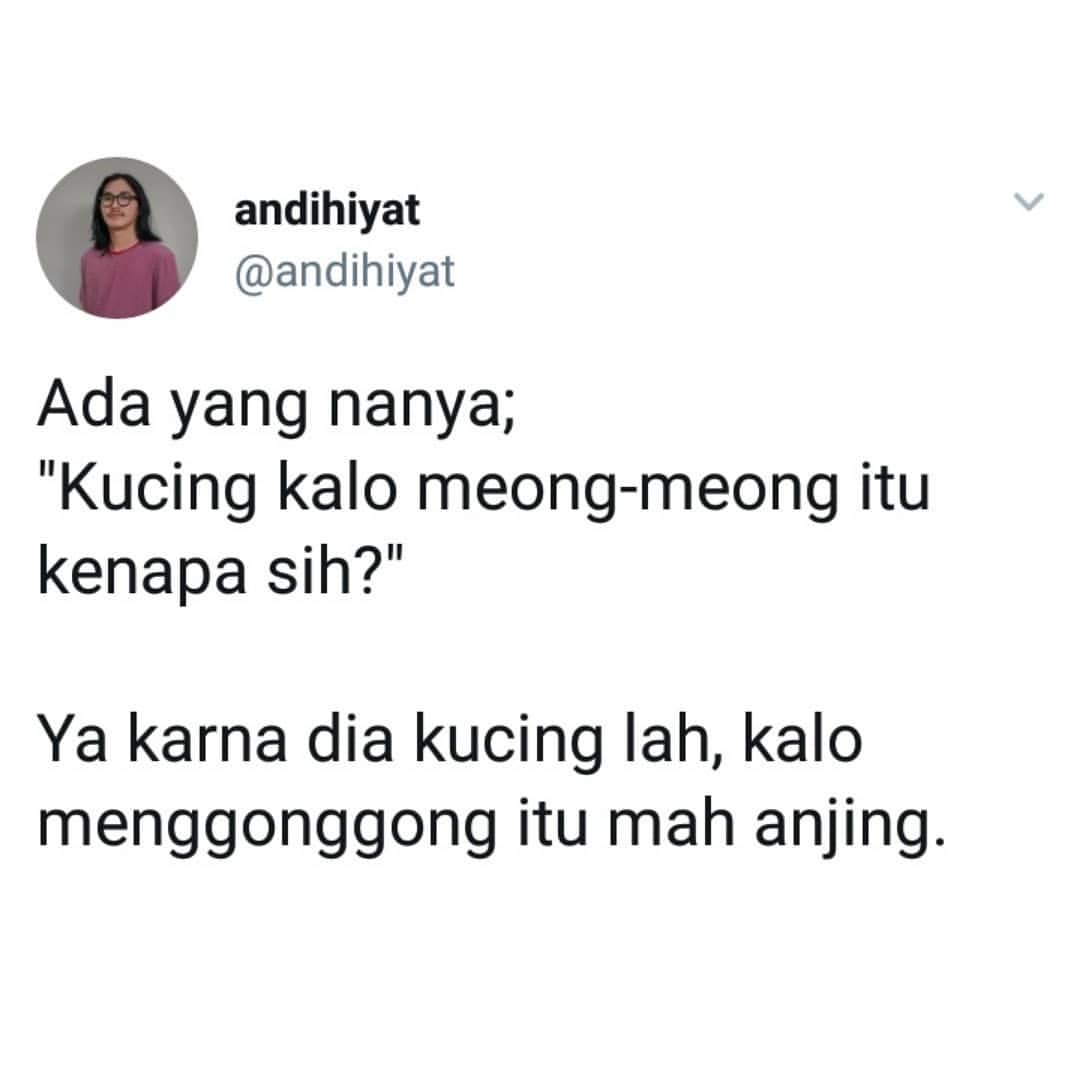 andihiyat
@andihiyat
Ada yang nanya;
"Kucing kalo meong-meong itu
kenapa sih?"
Ya karna dia kucing lah, kalo
menggonggong itu mah anjing.